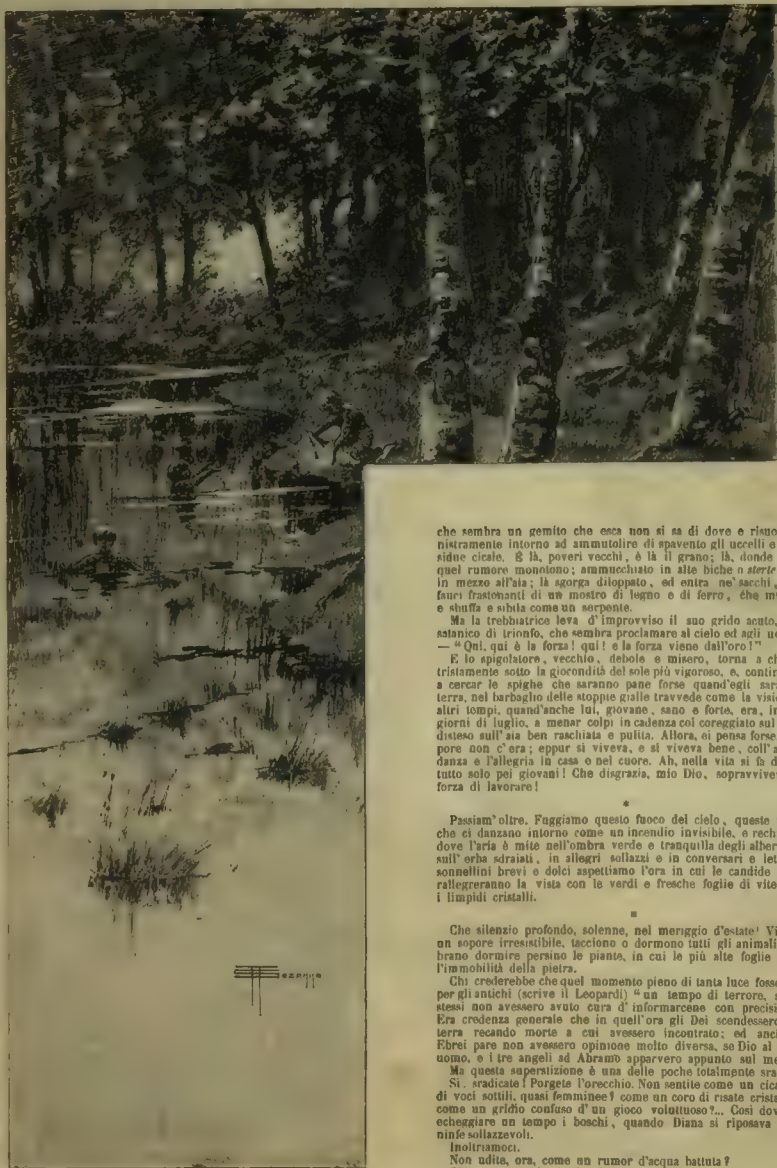 che sembra un gemito che esca non si sa di dove e risuo
nistramente intorno ad ammutolire di spavento gli uccelli e
sidue cicale. È là, poveri vecchi, è là il grano; là, donde
quel rumore monotono; ammucchiato in alte biche o sterte
in mezzo all'aia; là sgorga diloppato, ed entra ne' sacchi,
fauci frastonanti di un mostro di legno e di ferro, che m
e sbuffa e sibila come un serpente.
Ma la trebbiatrice leva d'improvviso il suo grido acuto,
satanico di trionfo, che sembra proclamare al cielo ed agli uo
— "Qui, qui è la forza! qui! e la forza viene dall'oro!"
E lo spigolatore, vecchio, debole e misero, torna a ch
tristamente sotto la giocondità del sole più vigoroso, e, contin
a cercar le spighe che saranno pane forse quand'egli sar
terra, nel barbaglio delle stoppie gialle travvede come la visi
altri tempi, quand'anche lui, giovane, sano e forte, era, in
giorni di luglio, a menar colpi in cadenza col coreggiato sul
disteso sull'aia ben raschiata e pulita. Allora, ei pensa forse
pore non c'era; eppur si viveva, e si viveva bene, coll'a
danza e l'allegria in casa e nel cuore. Ah, nella vita si fa d
tutto solo pei giovani! Che disgrazia, mio Dio, sopravvive
forza di lavorare!
*
Passiam' oltre. Fuggiamo questo fuoco del cielo, queste
che ci danzano intorno come un incendio invisibile, e rech
dove l'aria è mite nell'ombra verde e tranquilla degli alber
sull'erba sdraiati, in allegri sollazzi e in conversari e let
sonnellini brevi e dolci aspettiamo l'ora in cui le candide
rallegreranno la vista con le verdi e fresche foglie di vite
i limpidi cristalli.
*
Che silenzio profondo, solenne, nel meriggio d'estate! Vi
un sopore irresistibile, tacciono o dormono tutti gli animali
brano dormire persino le piante, in cui le più alte foglie
l'immobilità della pietra.
Chi crederebbe che quel momento pieno di tanta luce fosse
per gli antichi (scrive il Leopardi) "un tempo di terrore, s
stessi non avessero avuto cura d'informarcene con precisi
Era credenza generale che in quell'ora gli Dei scendessero
terra recando morte a cui avessero incontrato; ed anc
Ebrei pare non avessero opinione molto diversa, se Dio al
uomo, e i tre angeli ad Abramo apparvero appunto sul me
Ma questa superstizione è una delle poche totalmente sra
Si. sradicate! Porgete l'orecchio. Non sentite come un cica
di voci sottili, quasi femminee? come un coro di risate crista
come un gridìo confuso d'un gioco voluttuoso?... Così dov
echeggiare un tempo i boschi, quando Diana si riposava
ninfe sollazzevoli.
Inoltriamoci.
Non udite, ora, come un rumor d'acqua battuta?